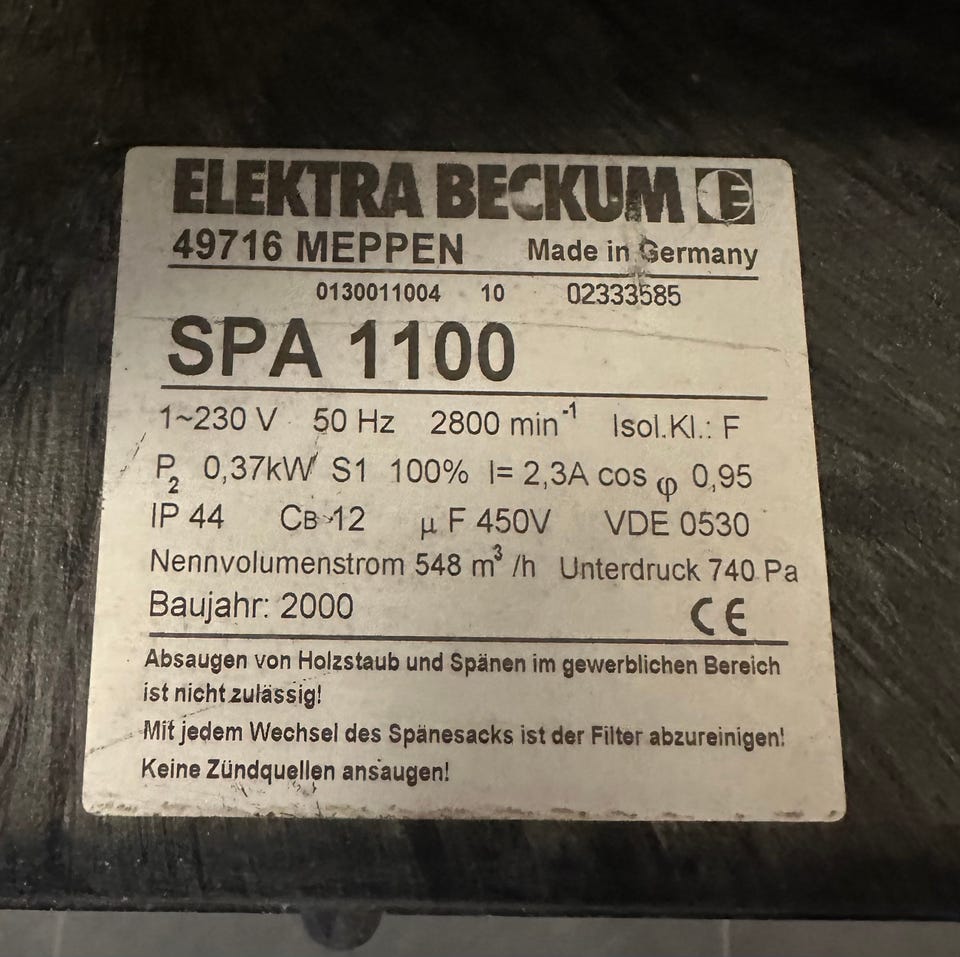 ELEKTRA BECKUM E
49716 MEPPEN Made in Germany
0130011004 10 02333585
SPA 1100
1~230 V 50 Hz 2800 min⁻¹ Isol.Kl.: F
P₂ 0,37kW S1 100% I= 2,3A cos φ 0,95
IP 44 CB 12 µ F 450V VDE 0530
Nennvolumenstrom 548 m³ /h Unterdruck 740 Pa
Baujahr: 2000 CE
Absaugen von Holzstaub und Spänen im gewerblichen Bereich
ist nicht zulässig!
Mit jedem Wechsel des Spänesacks ist der Filter abzureinigen!
Keine Zündquellen ansaugen!